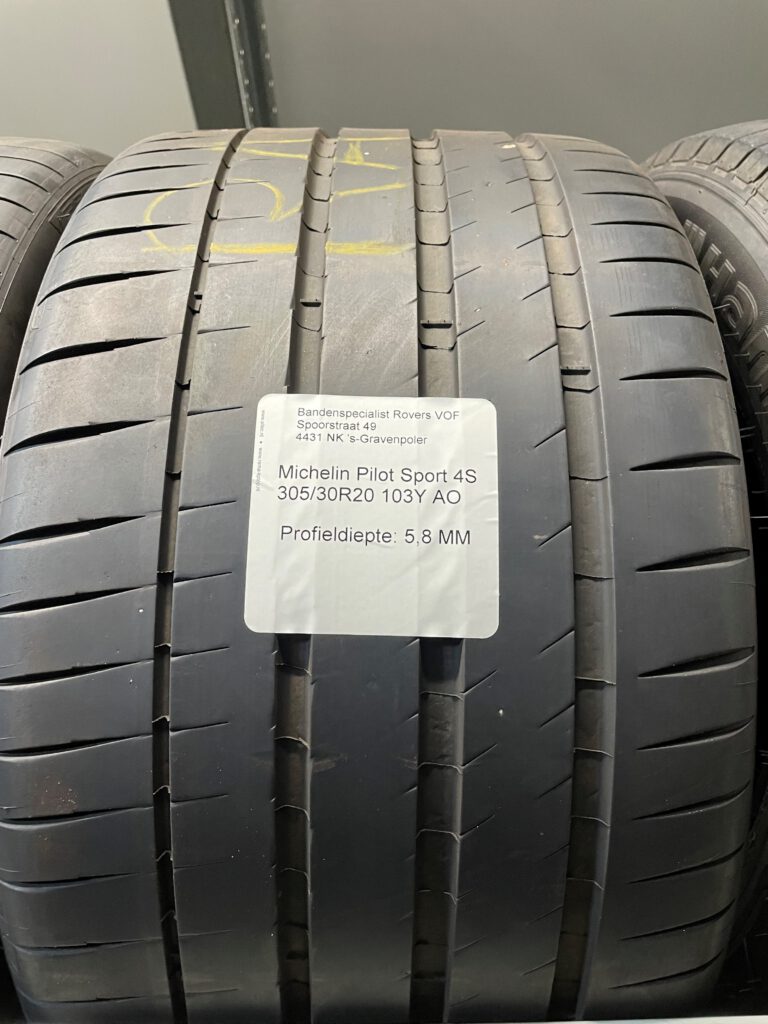 Bandenspecialist Rovers VOF
Spoorstraat 49
4431 NK 's-Gravenpoler
Michelin Pilot Sport 4S
305/30R20 103Y AO
Profieldiepte: 5,8 MM